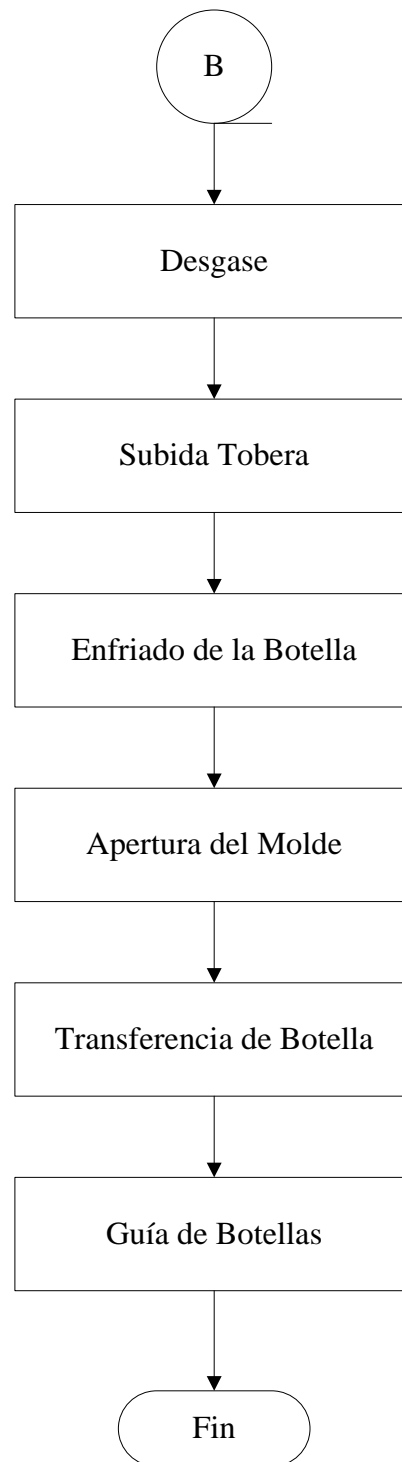 B
Desgase
Subida Tobera
Enfriado de la Botella
Apertura del Molde
Transferencia de Botella
Guía de Botellas
Fin